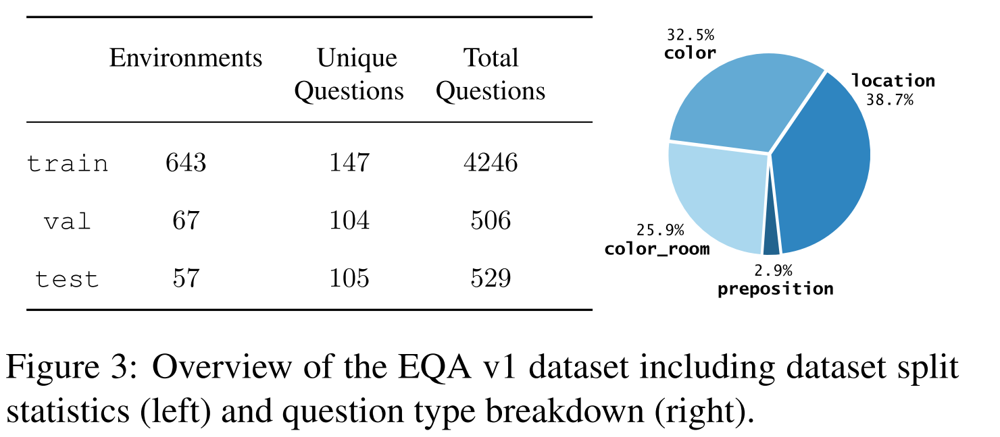 Environments Unique Total
Questions Questions
train 643 147 4246
val 67 104 506
test 57 105 529
32.5%
color
location
38.7%
25.9%
color_room
2.9%
preposition
Figure 3: Overview of the EQA v1 dataset including dataset split
statistics (left) and question type breakdown (right).